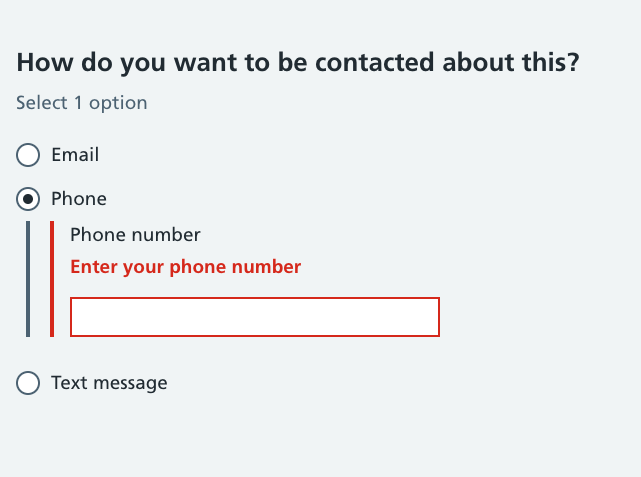 How do you want to be contacted about this?
Select 1 option
Email
Phone
Phone number
Enter your phone number
Text message